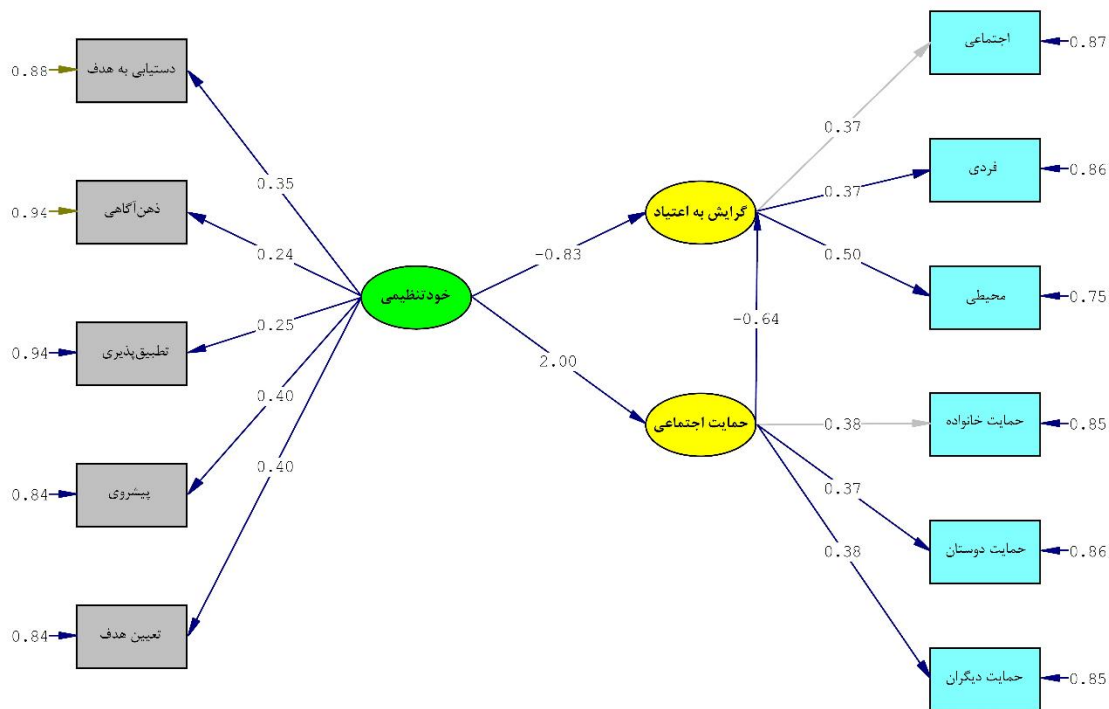 0.88
دستیابی به هدف
0.94
ذهن‌آگاهی
0.94
تطبیق‌پذیری
0.84
پیشروی
0.84
تعیین هدف
0.35
0.24
0.25
0.40
0.40
خودتنظیمی
-0.83
2.00
گرایش به اعتیاد
-0.64
حمایت اجتماعی
0.37
0.37
0.50
0.38
0.37
0.38
اجتماعی
0.87
فردی
0.86
محیطی
0.75
حمایت خانواده
0.85
حمایت دوستان
0.86
حمایت دیگران
0.85